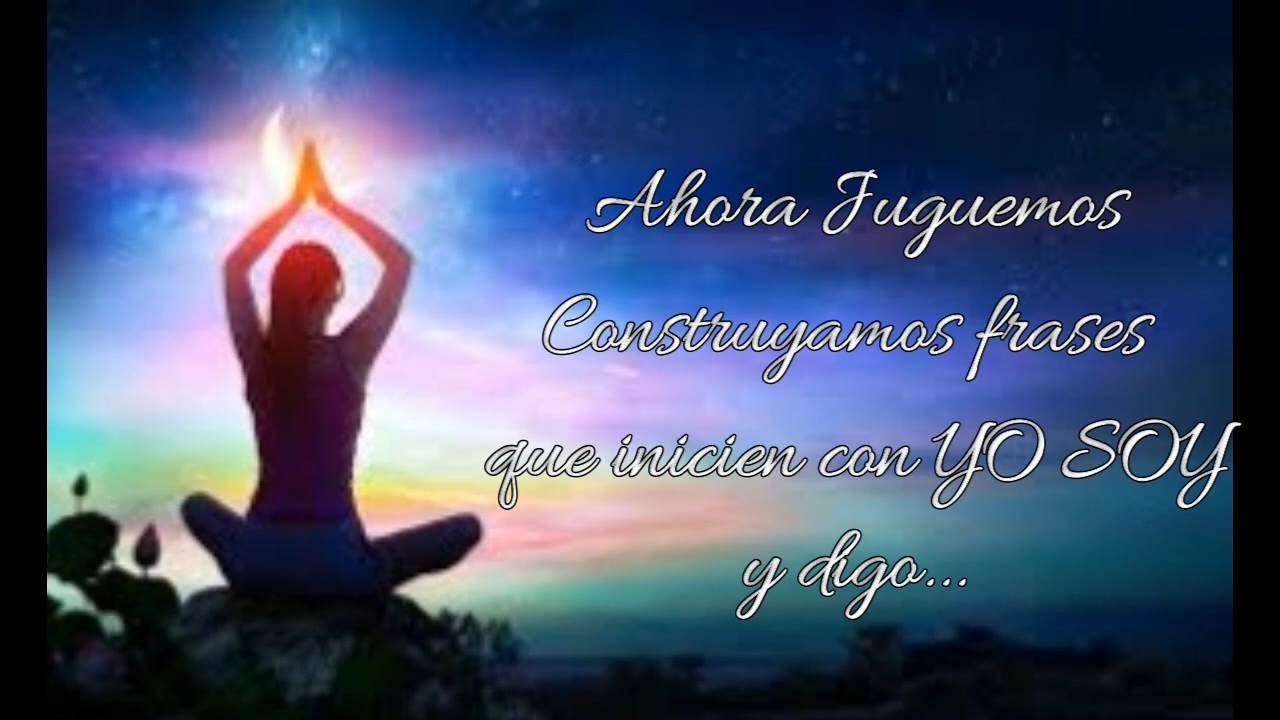 Ahora Juguemos
Construyamos frases
que inicien con YO SOY
y digo...